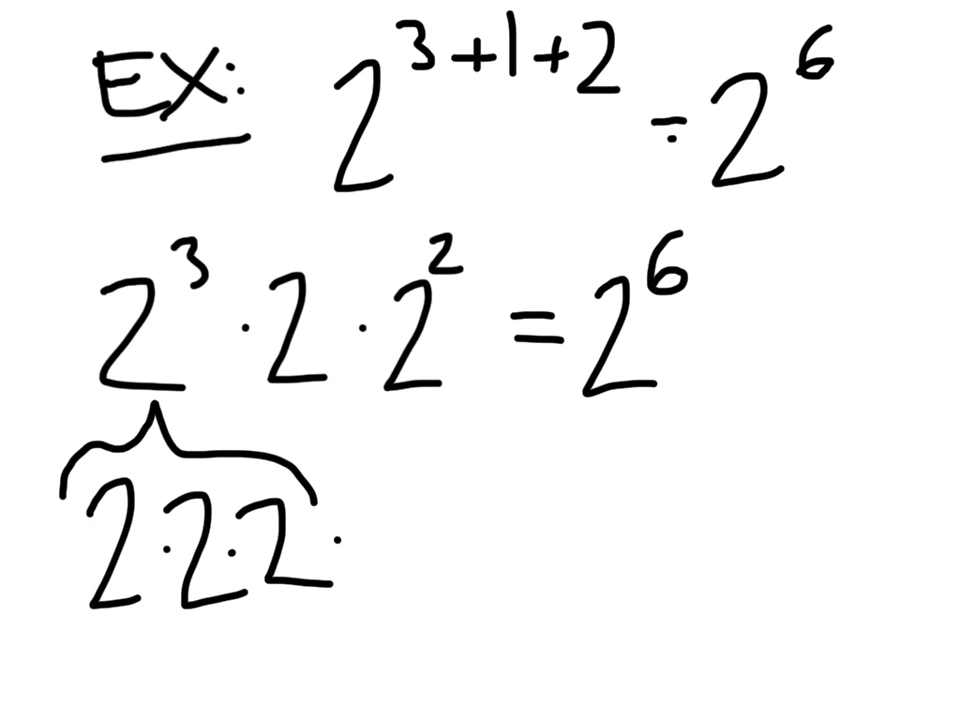 EX: 2^{3+1+2} = 2^6
2^3 · 2 · 2^2 = 2^6
2 · 2 · 2 ·